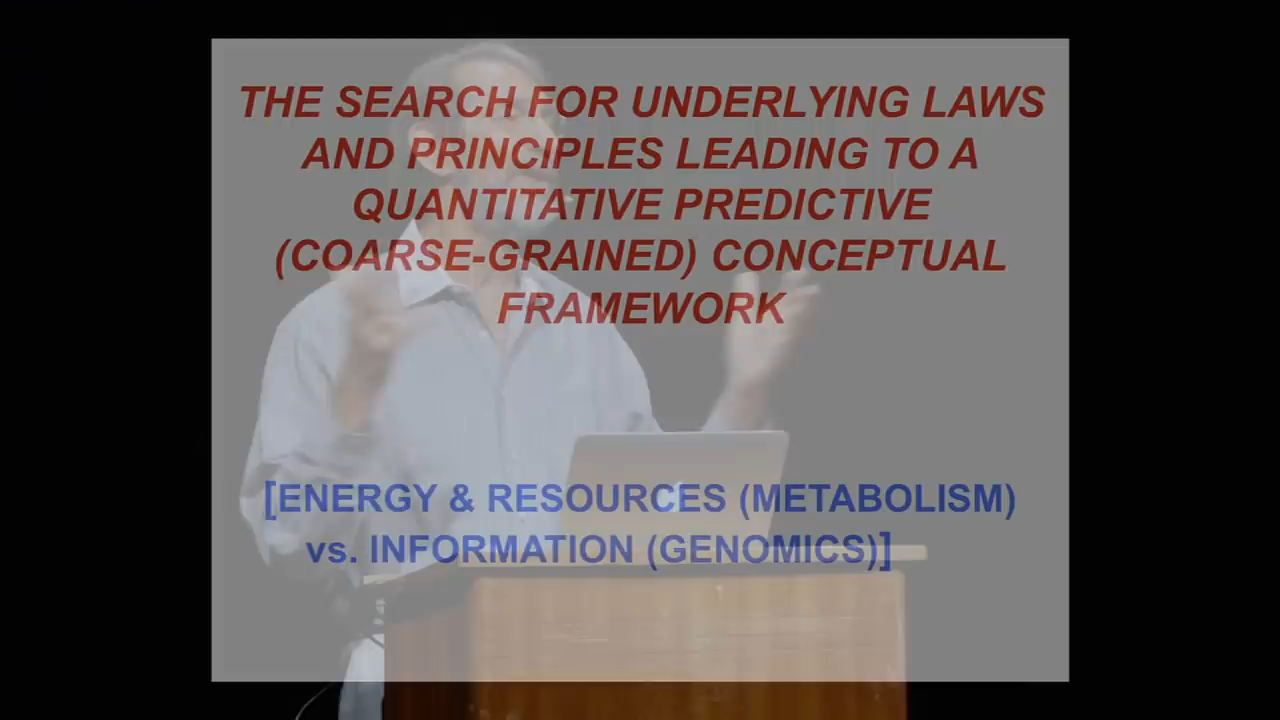 THE SEARCH FOR UNDERLYING LAWS
AND PRINCIPLES LEADING TO A
QUANTITATIVE PREDICTIVE
(COARSE-GRAINED) CONCEPTUAL
FRAMEWORK
[ENERGY & RESOURCES (METABOLISM)
vs. INFORMATION (GENOMICS)]